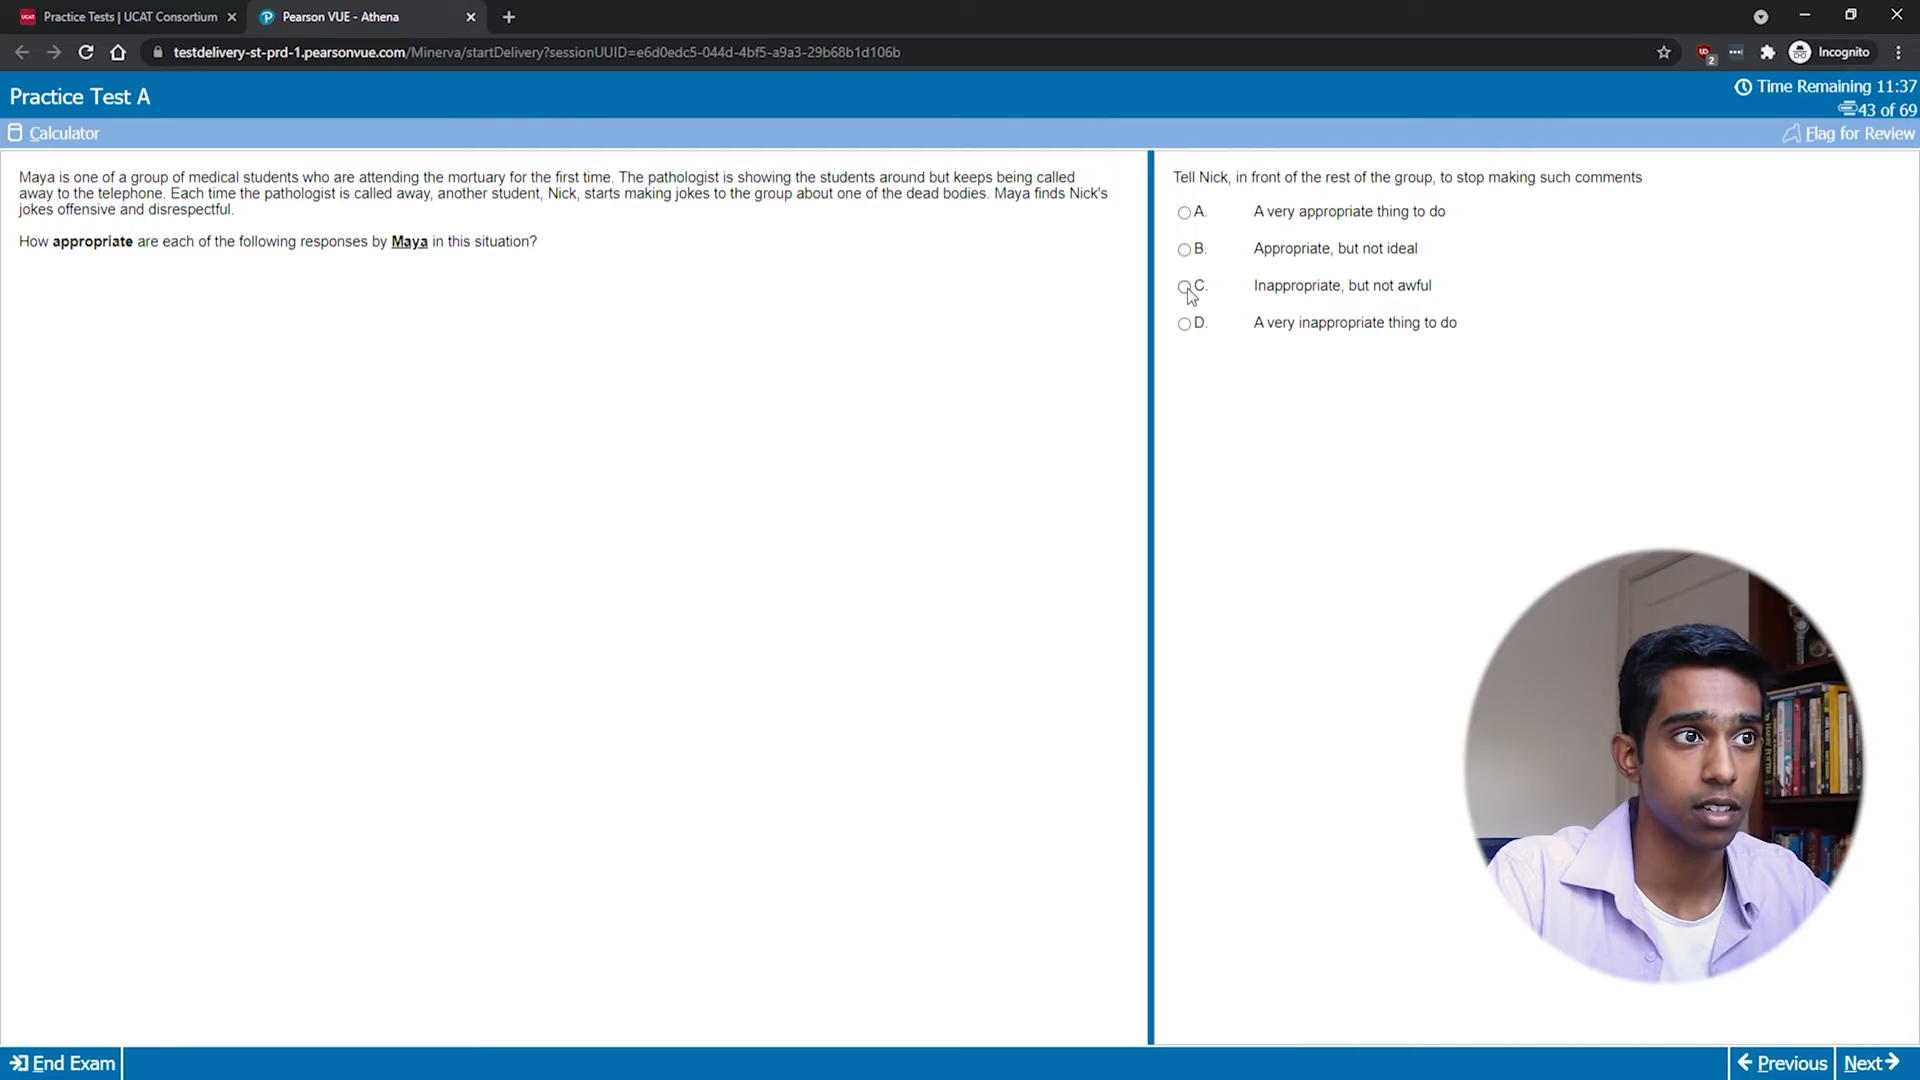 Practice Tests | UCAT Consortium
Pearson VUE - Athena
testdelivery-st-prd-1.pearsonvue.com/Minerva/startDelivery?sessionUUID=e6d0edc5-044d-4bf5-a9a3-29b68b1d106b
2
Incognito
Practice Test A
Time Remaining 11:37
43 of 69
Calculator
Flag for Review
Maya is one of a group of medical students who are attending the mortuary for the first time. The pathologist is showing the students around but keeps being called
away to the telephone. Each time the pathologist is called away, another student, Nick, starts making jokes to the group about one of the dead bodies. Maya finds Nick's
jokes offensive and disrespectful.
How appropriate are each of the following responses by Maya in this situation?
Tell Nick, in front of the rest of the group, to stop making such comments
A. A very appropriate thing to do
B. Appropriate, but not ideal
C. Inappropriate, but not awful
D. A very inappropriate thing to do
End Exam
Previous
Next